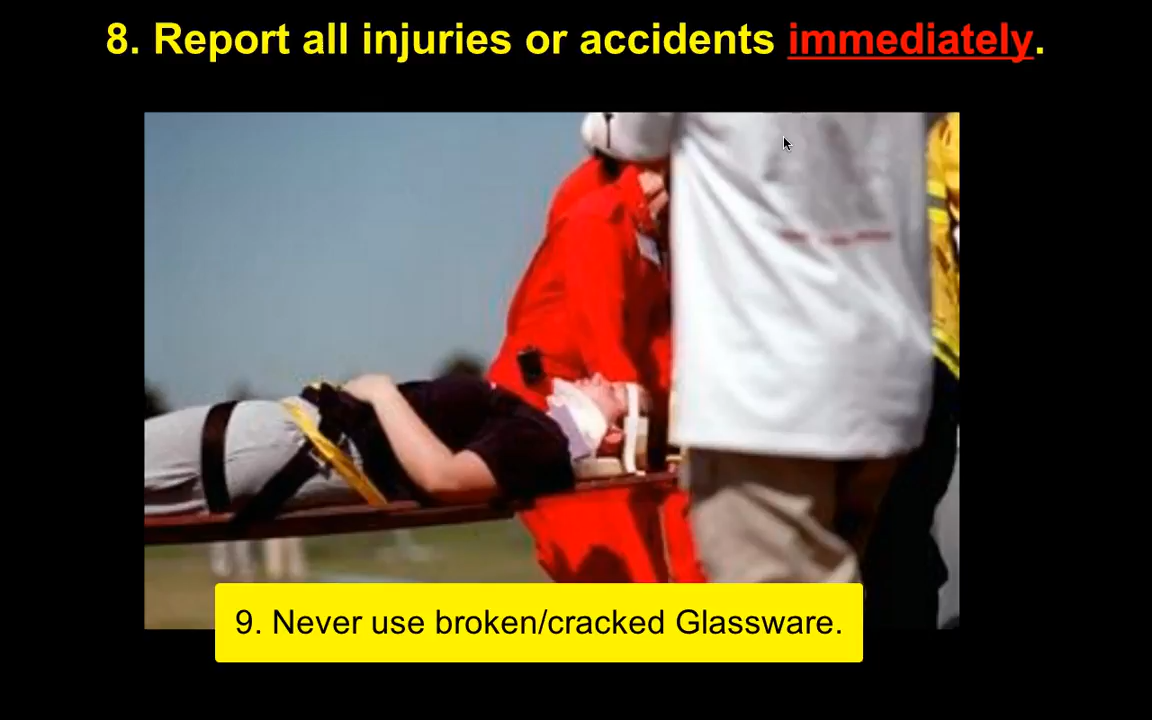 8. Report all injuries or accidents immediately.
9. Never use broken/cracked Glassware.